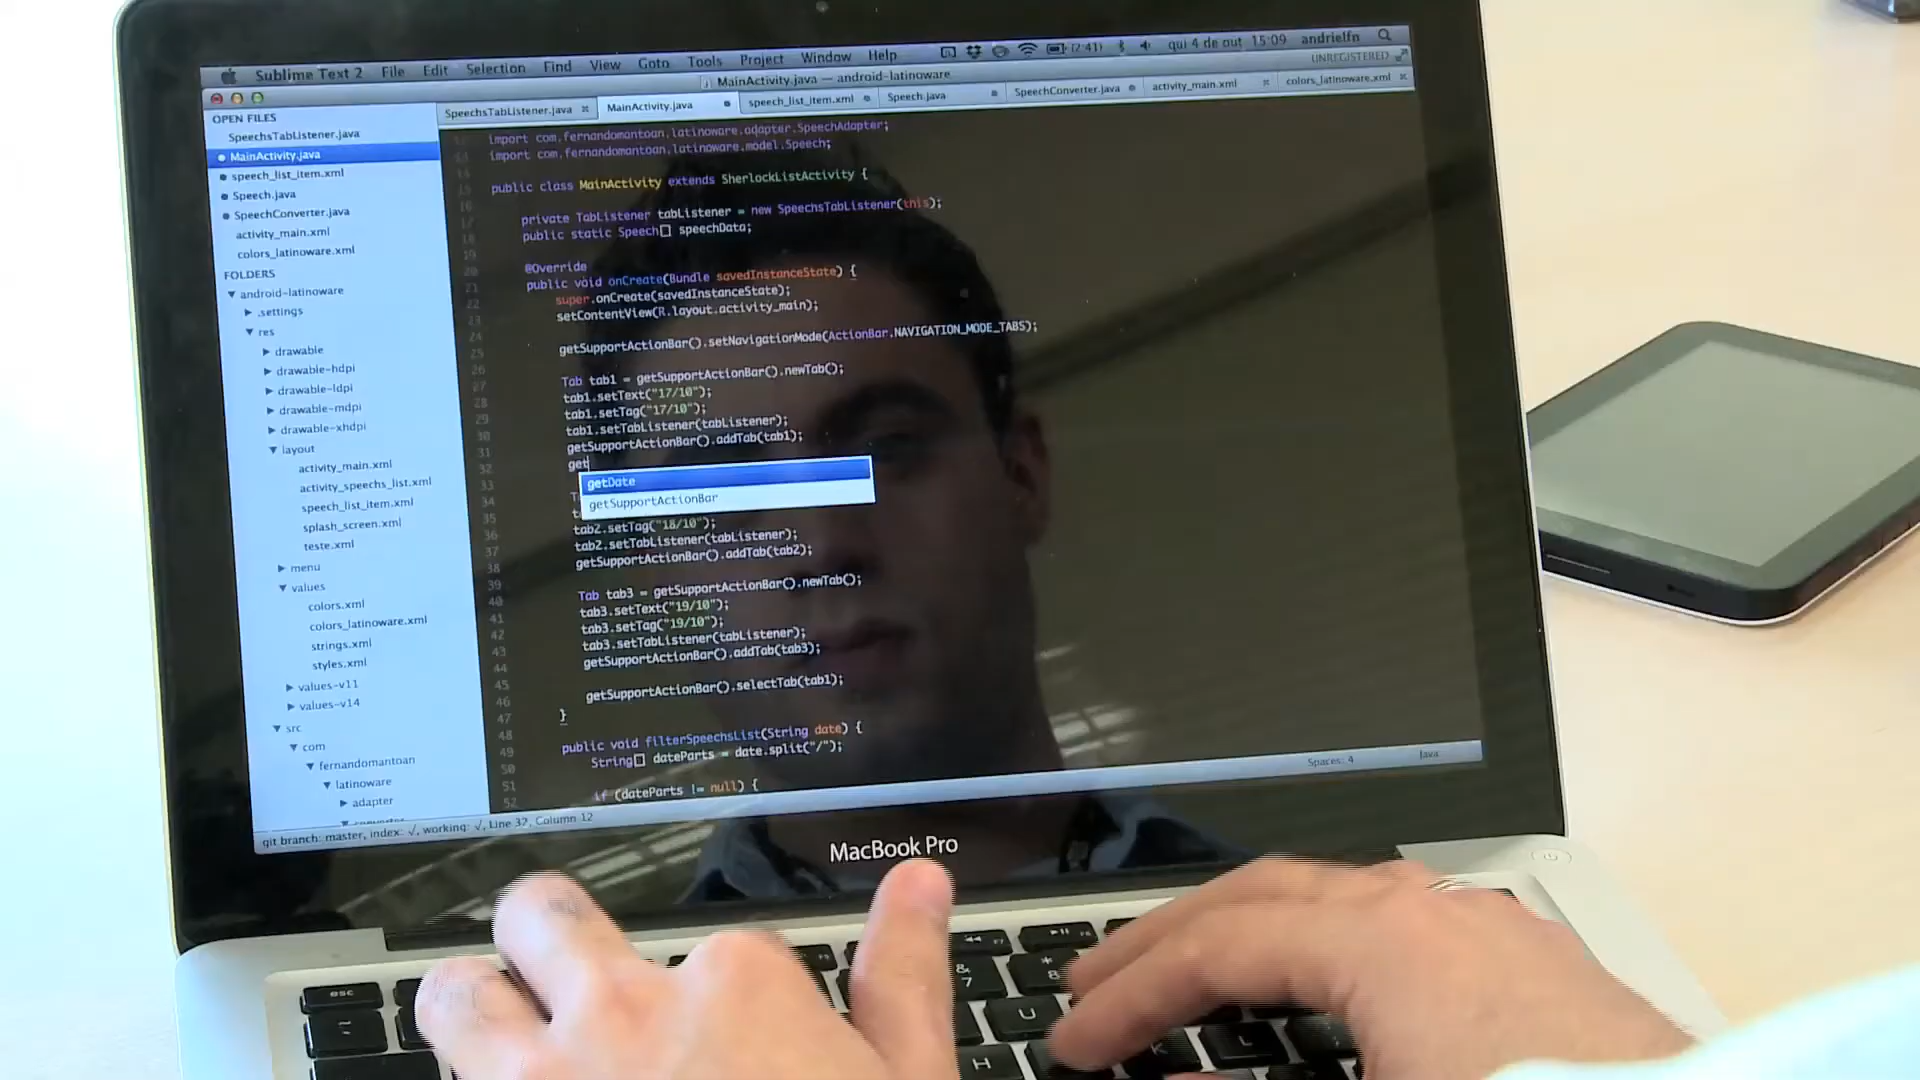 Sublime Text 2 File Edit Selection Find View Goto Tools Project Window Help (2:41) qui 4 de out 15:09 andrielfn
MainActivity.java — android-latinoware
UNREGISTERED
SpeechsTabListener.java MainActivity.java speech_list_item.xml Speech.java SpeechConverter.java activity_main.xml colors_latinoware.xml
OPEN FILES
SpeechsTabListener.java
MainActivity.java
speech_list_item.xml
Speech.java
SpeechConverter.java
activity_main.xml
colors_latinoware.xml
FOLDERS
android-latinoware
.settings
res
drawable
drawable-hdpi
drawable-ldpi
drawable-mdpi
drawable-xhdpi
layout
activity_main.xml
activity_speechs_list.xml
speech_list_item.xml
splash_screen.xml
teste.xml
menu
values
colors.xml
colors_latinoware.xml
strings.xml
styles.xml
values-v11
values-v14
src
com
fernandomantoan
latinoware
adapter
import com.fernandomantoan.latinoware.adapter.SpeechAdapter;
import com.fernandomantoan.latinoware.model.Speech;
public class MainActivity extends SherlockListActivity {
private TabListener tabListener = new SpeechsTabListener(this);
public static Speech[] speechData;
@Override
public void onCreate(Bundle savedInstanceState) {
super.onCreate(savedInstanceState);
setContentView(R.layout.activity_main);
getSupportActionBar().setNavigationMode(ActionBar.NAVIGATION_MODE_TABS);
Tab tab1 = getSupportActionBar().newTab();
tab1.setText("17/10");
tab1.setTag("17/10");
tab1.setTabListener(tabListener);
getSupportActionBar().addTab(tab1);
get
getDate
getSupportActionBar
tab2.setTag("18/10");
tab2.setTabListener(tabListener);
getSupportActionBar().addTab(tab2);
Tab tab3 = getSupportActionBar().newTab();
tab3.setText("19/10");
tab3.setTag("19/10");
tab3.setTabListener(tabListener);
getSupportActionBar().addTab(tab3);
getSupportActionBar().selectTab(tab1);
}
public void filterSpeechsList(String date) {
String[] dateParts = date.split("/");
if (dateParts != null) {
git branch: master, index: √, working: √, Line 32, Column 12
Spaces: 4 Java
MacBook Pro
esc
F7
&
7
*
8
U
H
K
L